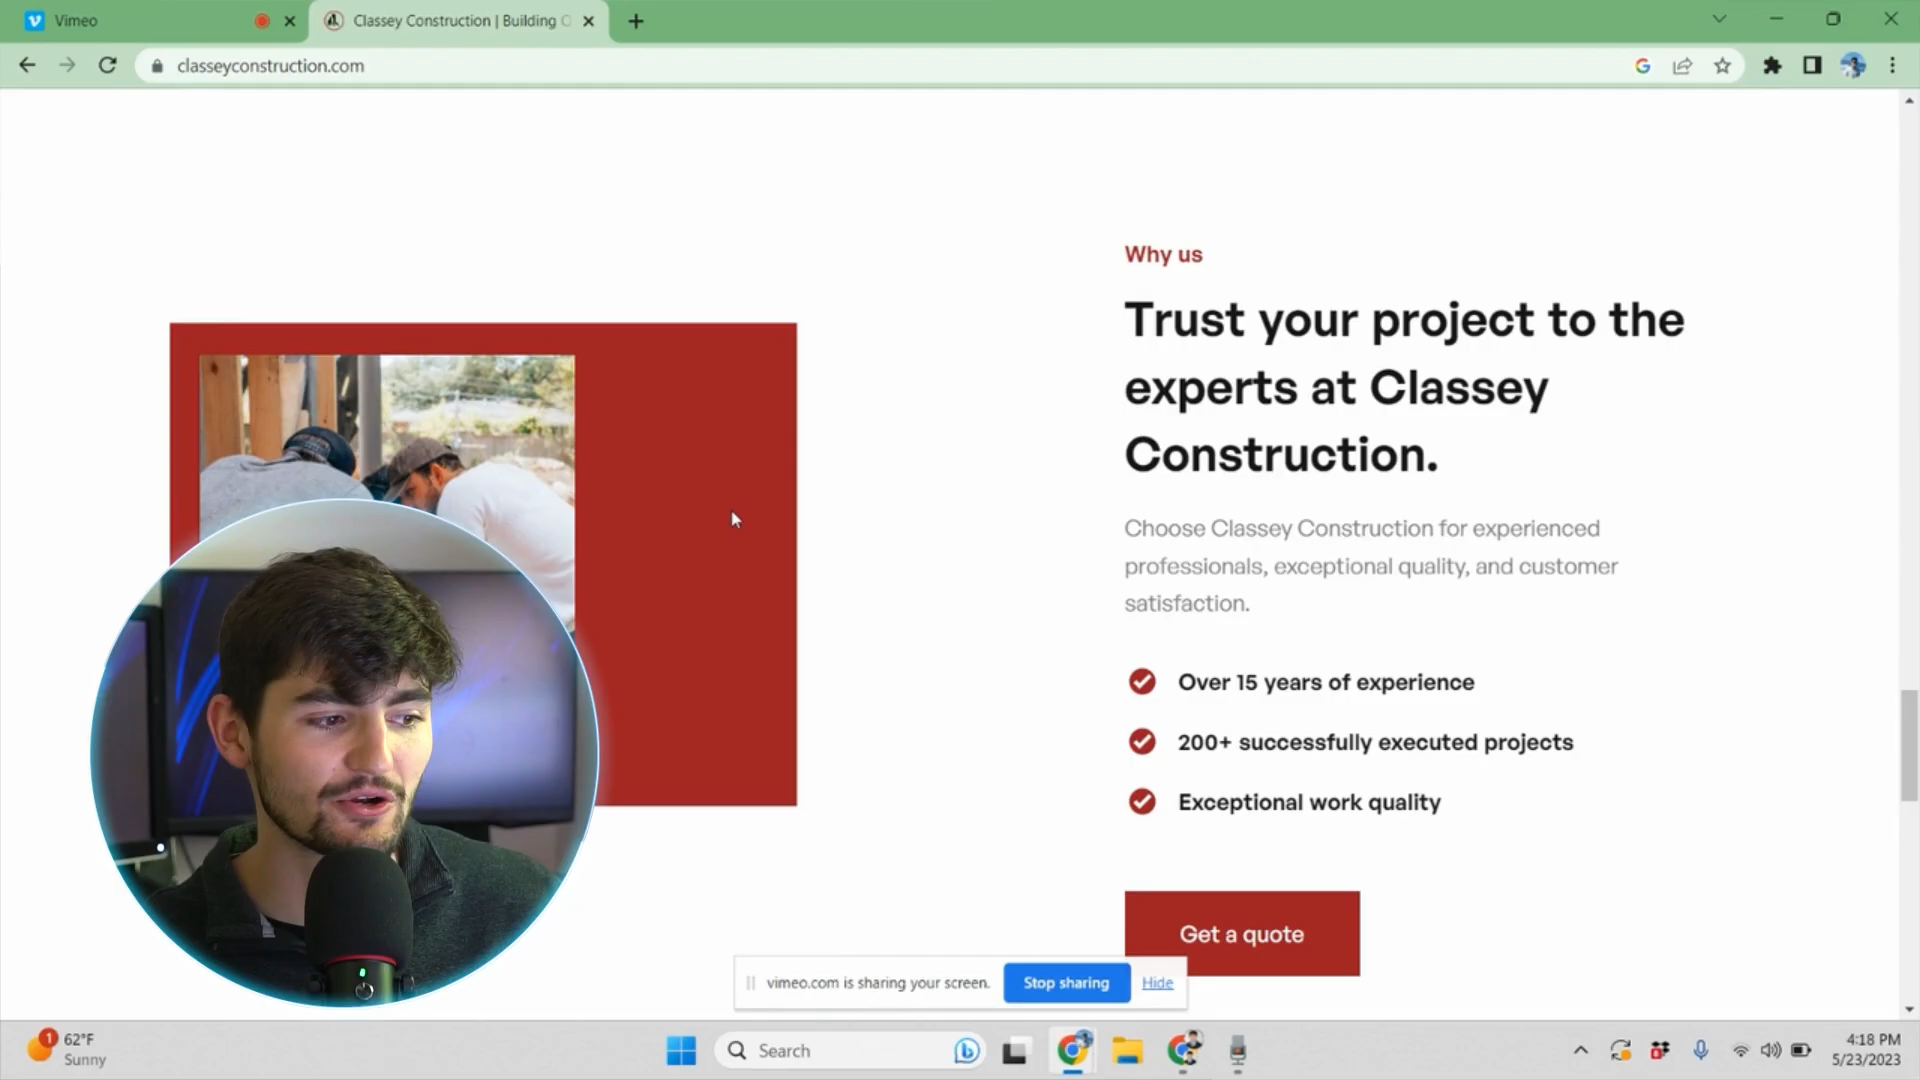 Vimeo
Classey Construction | Building C
classeyconstruction.com
Why us
Trust your project to the
experts at Classey
Construction.
Choose Classey Construction for experienced
professionals, exceptional quality, and customer
satisfaction.
Over 15 years of experience
200+ successfully executed projects
Exceptional work quality
Get a quote
vimeo.com is sharing your screen.
Stop sharing
Hide
1
62°F
Sunny
Search
4:18 PM
5/23/2023